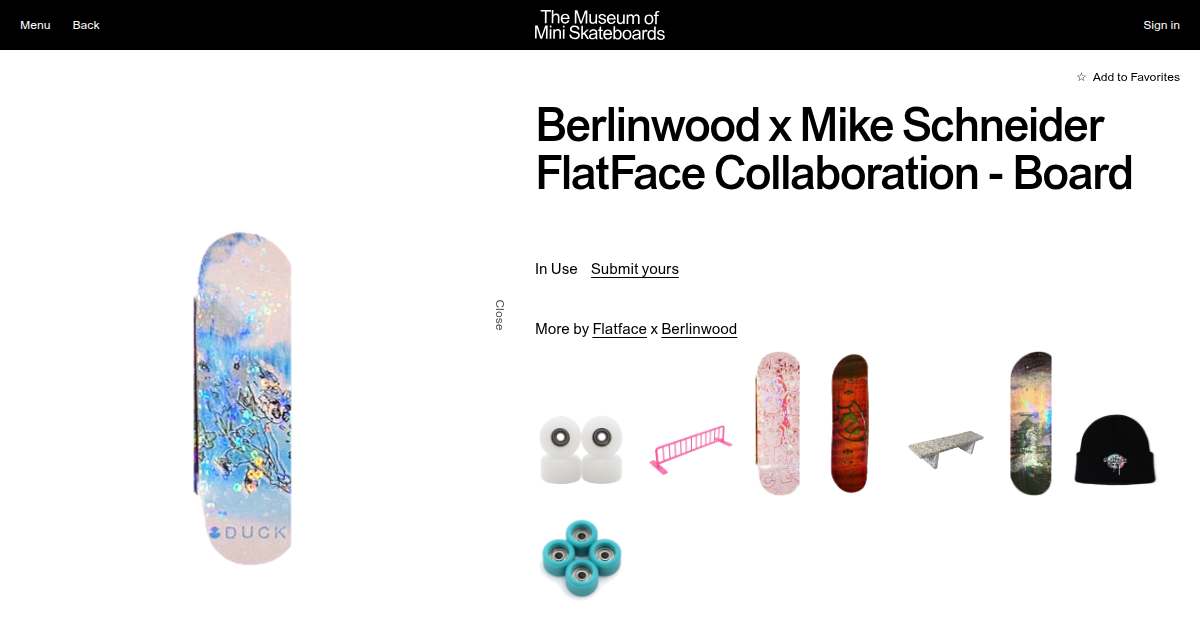 Menu
Back
The Museum of
Mini Skateboards
Sign in
☆ Add to Favorites
Berlinwood x Mike Schneider
FlatFace Collaboration - Board
In Use Submit yours
Close
More by Flatface x Berlinwood
DUCK